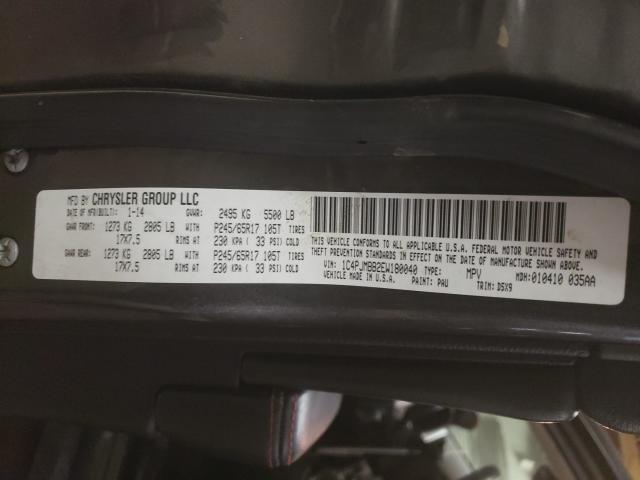 MFD BY CHRYSLER GROUP LLC
DATE OF MFD(BUILT): 1-14 GVWR: 2495 KG 5500 LB
GAWR FRONT: 1273 KG 2805 LB WITH P245/65R17 105T TIRES
17X7.5 RIMS AT 230 KPA ( 33 PSI) COLD
GAWR REAR: 1273 KG 2805 LB WITH P245/65R17 105T TIRES
17X7.5 RIMS AT 230 KPA ( 33 PSI) COLD
THIS VEHICLE CONFORMS TO ALL APPLICABLE U.S.A. FEDERAL MOTOR VEHICLE SAFETY AND
THEFT PREVENTION STANDARDS IN EFFECT ON THE DATE OF MANUFACTURE SHOWN ABOVE.
VIN: 1C4PJMBB2EW180040 TYPE: MPV MDH: 010410 035AA
VEHICLE MADE IN U.S.A. PAINT: PAU TRIM: D5X9